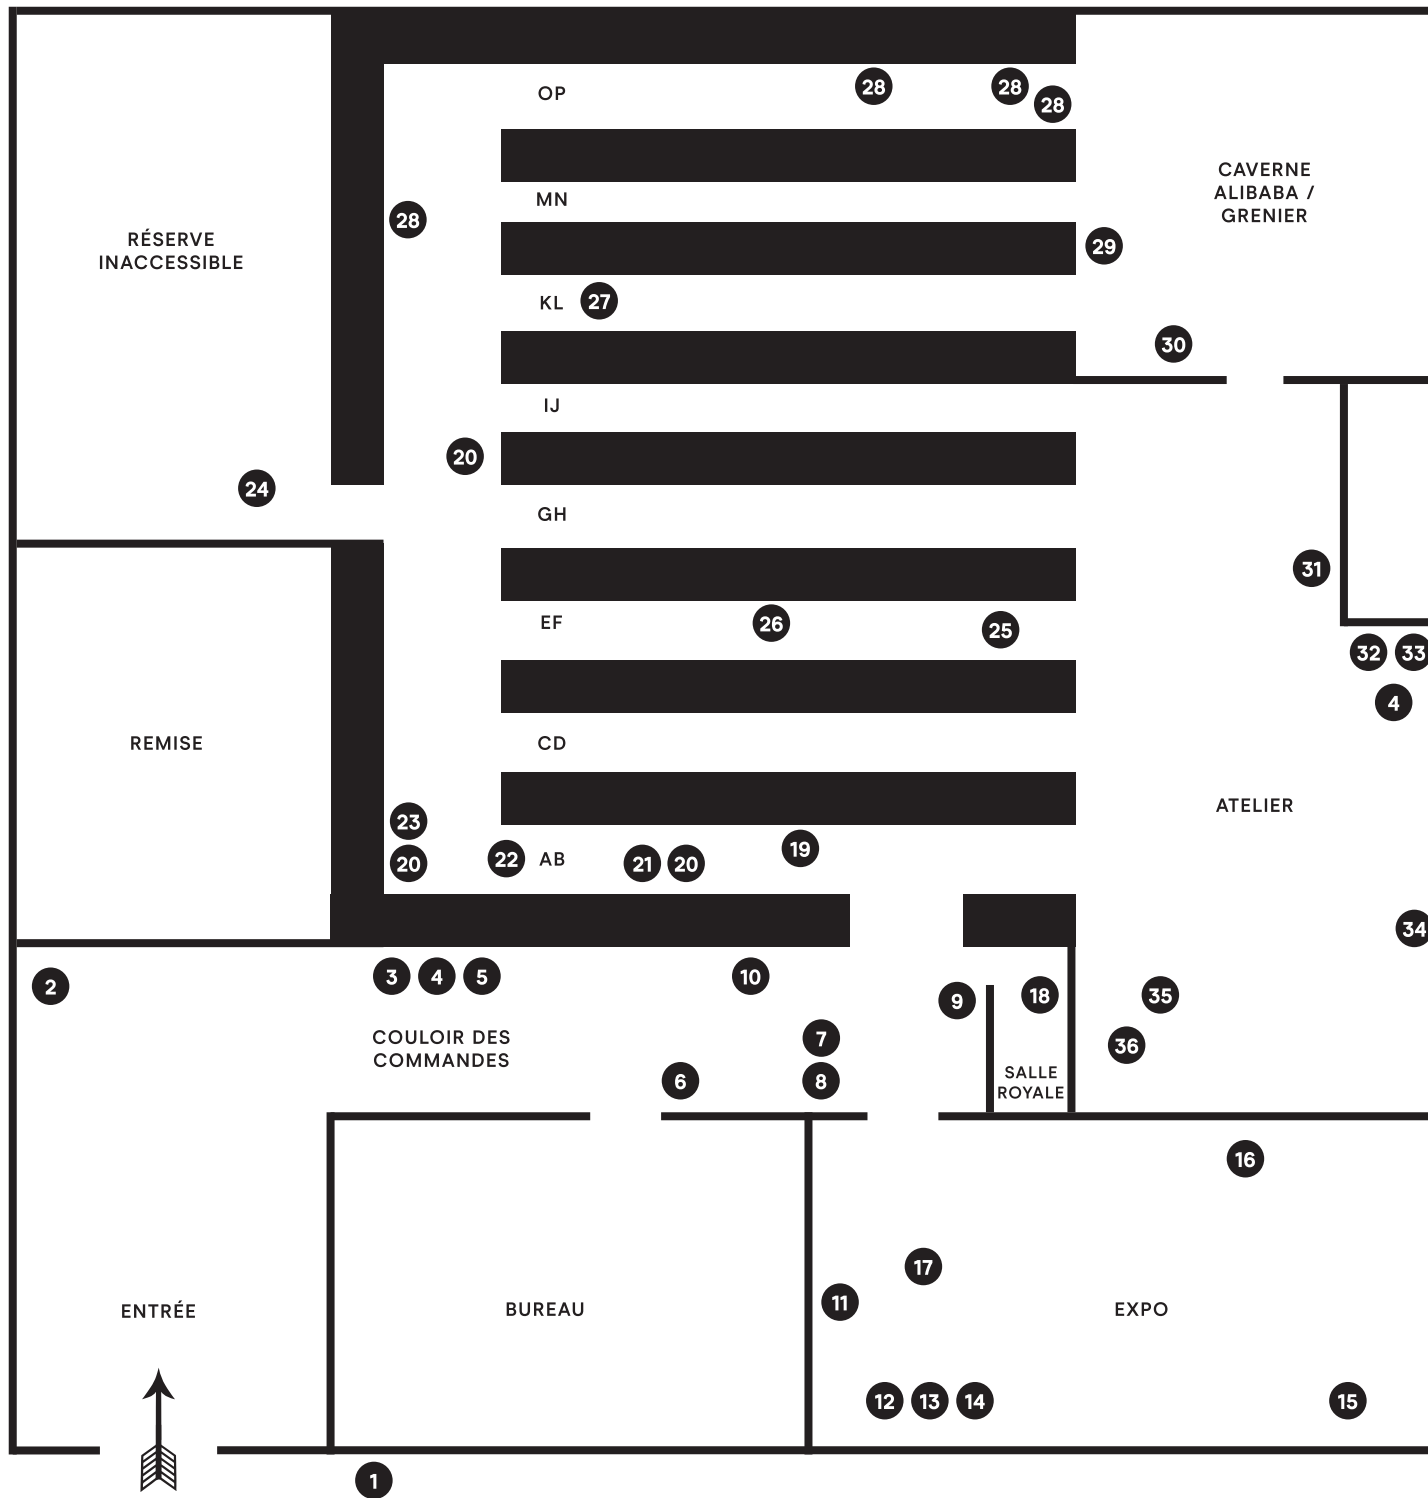 OP
28
28
28
CAVERNE
ALIBABA /
GRENIER
MN
28
RÉSERVE
INACCESSIBLE
29
KL
27
30
IJ
20
24
GH
31
EF
26
25
32
33
4
REMISE
CD
ATELIER
23
20
22
AB
21
20
19
34
2
3
4
5
10
9
18
35
COULOIR DES
COMMANDES
7
36
6
8
SALLE
ROYALE
16
17
11
ENTRÉE
BUREAU
EXPO
12
13
14
15
1